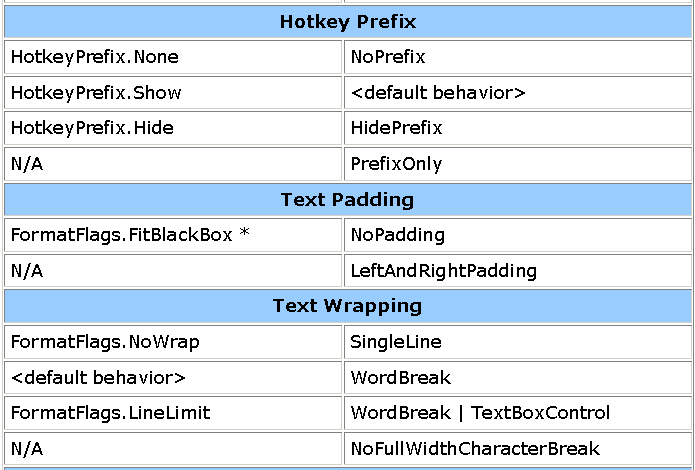 Hotkey Prefix
HotkeyPrefix.None NoPrefix
HotkeyPrefix.Show <default behavior>
HotkeyPrefix.Hide HidePrefix
N/A PrefixOnly
Text Padding
FormatFlags.FitBlackBox * NoPadding
N/A LeftAndRightPadding
Text Wrapping
FormatFlags.NoWrap SingleLine
<default behavior> WordBreak
FormatFlags.LineLimit WordBreak | TextBoxControl
N/A NoFullWidthCharacterBreak